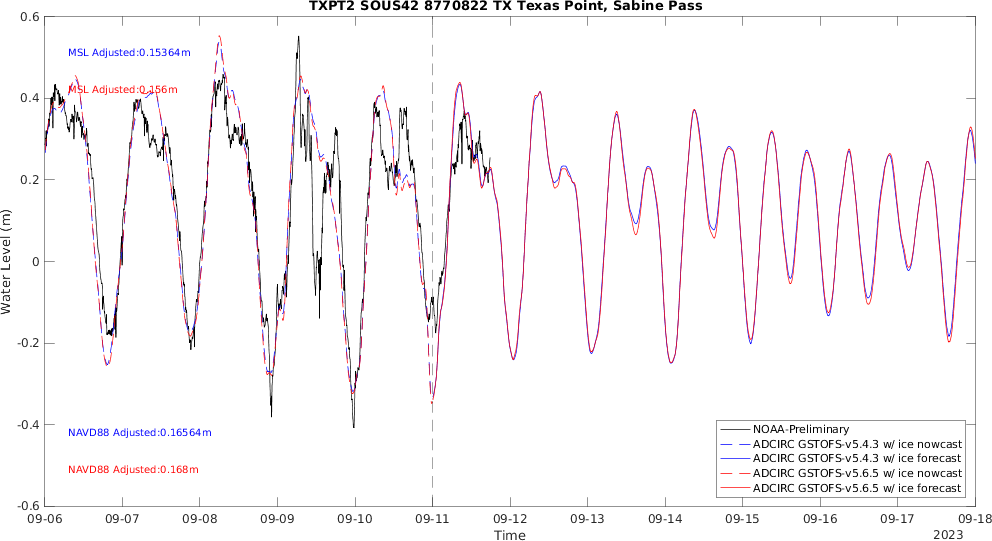 TXPT2 SOUS42 8770822 TX Texas Point, Sabine Pass
0.6
MSL Adjusted:0.15364m
MSL Adjusted:0.156m
0.4
0.2
Water Level (m)
0
-0.2
-0.4
NAVD88 Adjusted:0.16564m
NAVD88 Adjusted:0.168m
NOAA-Preliminary
ADCIRC GSTOFS-v5.4.3 w/ ice nowcast
ADCIRC GSTOFS-v5.4.3 w/ ice forecast
ADCIRC GSTOFS-v5.6.5 w/ ice nowcast
ADCIRC GSTOFS-v5.6.5 w/ ice forecast
-0.6
09-06 09-07 09-08 09-09 09-10 09-11 09-12 09-13 09-14 09-15 09-16 09-17 09-18
Time
2023